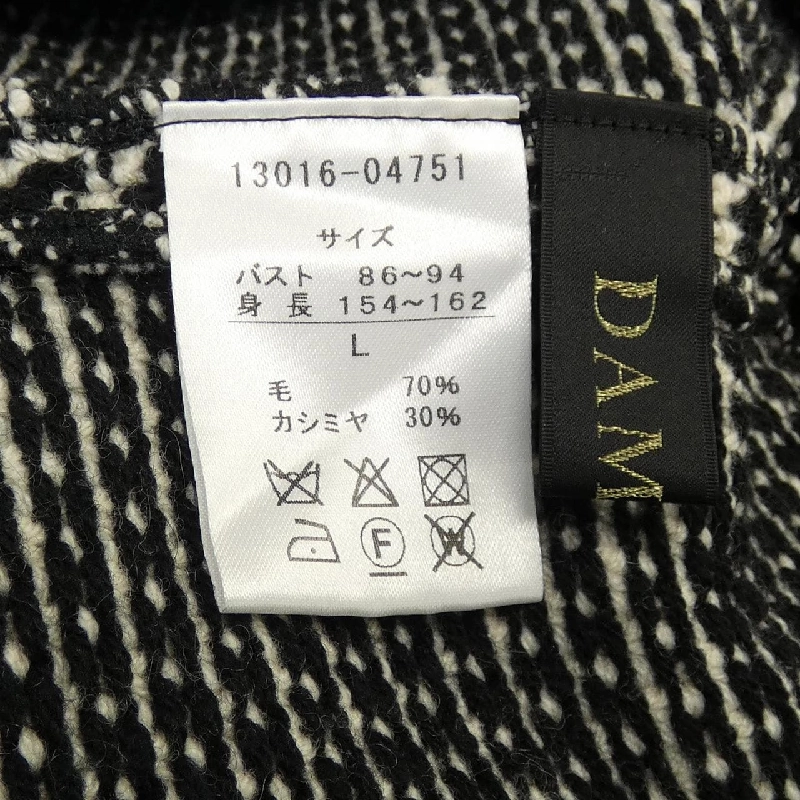 13016-04751
サイズ
バスト 86〜94
身長 154〜162
L
毛 70%
カシミヤ 30%
F
W
DAM